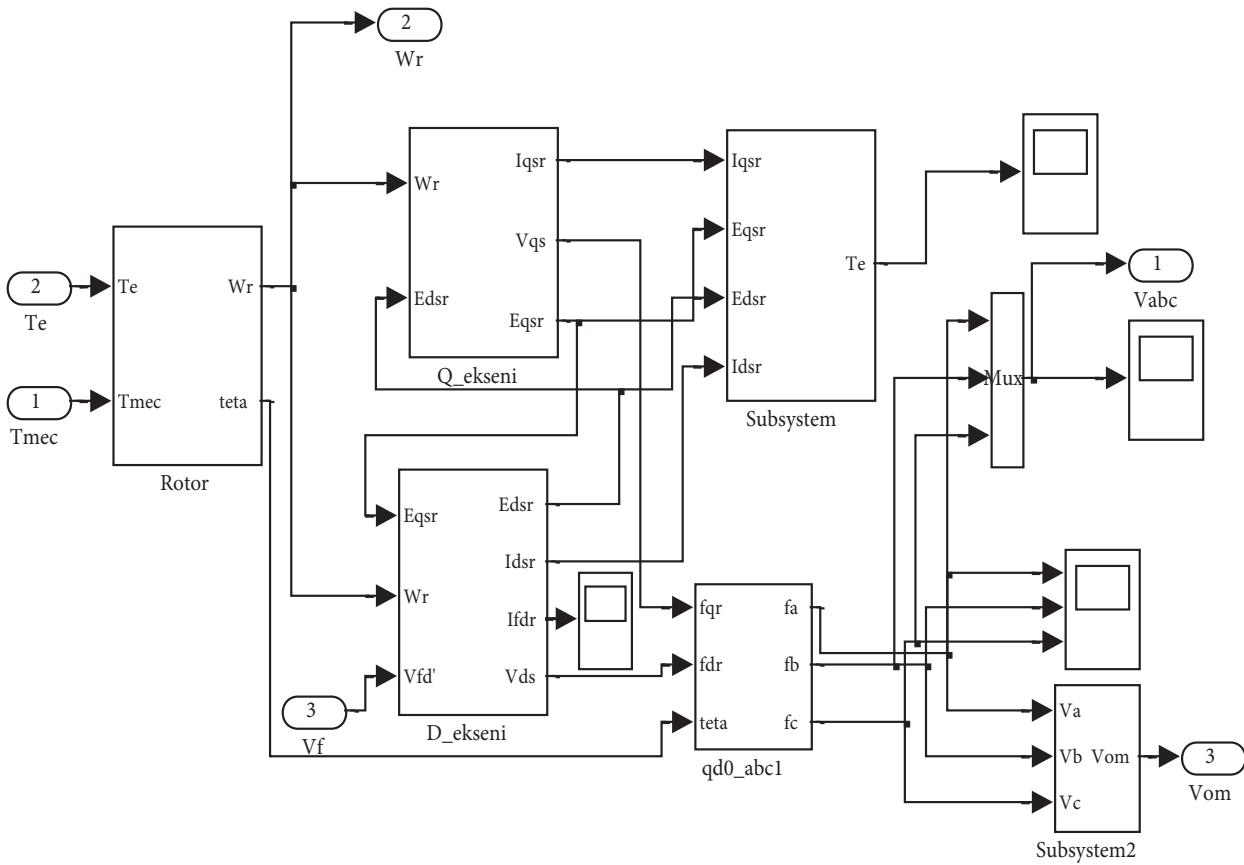 2
Wr
Iqsr
Wr
Vqs
Edsr
Eqsr
Q_ekseni
Iqsr
Eqsr
Te
Edsr
Idsr
Subsystem
2
Te
Te
Wr
1
Tmec
Tmec
teta
Rotor
1
Vabc
Mux
Edsr
Eqsr
Idsr
Wr
Ifdr
Vfd'
Vds
D_ekseni
3
Vf
fqr
fa
fdr
fb
teta
fc
qd0_abc1
Va
Vb
Vom
Vc
Subsystem2
3
Vom